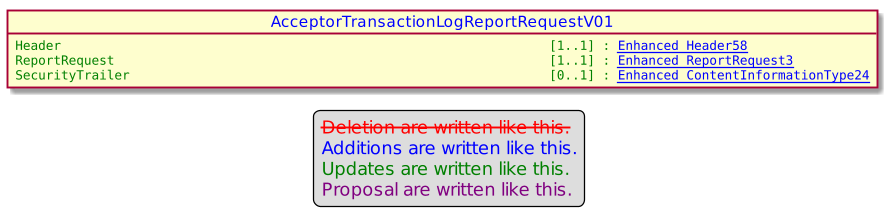 AcceptorTransactionLogReportRequestV01
Header [1..1] : Enhanced Header58
ReportRequest [1..1] : Enhanced ReportRequest3
SecurityTrailer [0..1] : Enhanced ContentInformationType24
Deletion are written like this.
Additions are written like this.
Updates are written like this.
Proposal are written like this.